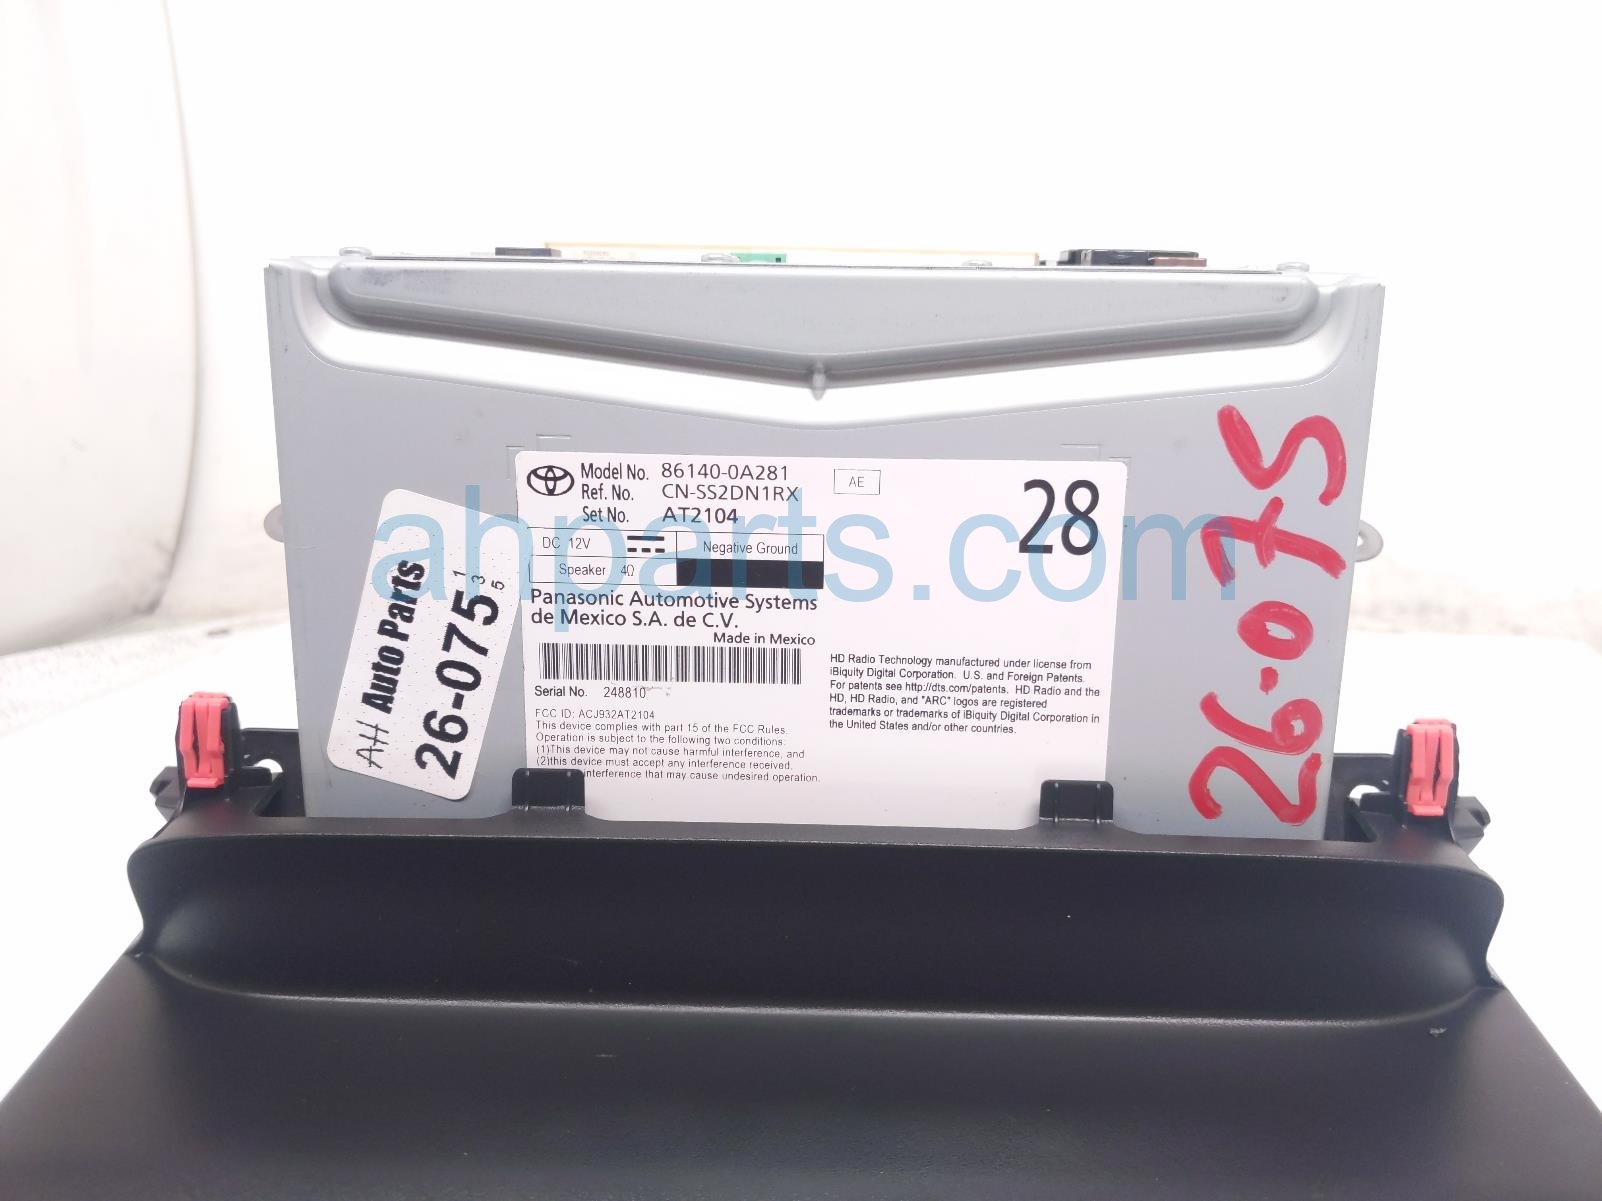 Model No. 86140-0A281
Ref. No. CN-SS2DN1RX
Set No. AT2104
AE
28
DC 12V
Negative Ground
Speaker 4Ω
Panasonic Automotive Systems
de Mexico S.A. de C.V.
Made in Mexico
Serial No. 248810
FCC ID: ACJ932AT2104
This device complies with part 15 of the FCC Rules.
Operation is subject to the following two conditions:
(1)This device may not cause harmful interference, and
(2)this device must accept any interference received,
interference that may cause undesired operation.
HD Radio Technology manufactured under license from
iBiquity Digital Corporation. U.S. and Foreign Patents.
For patents see http://dts.com/patents. HD Radio and the
HD, HD Radio, and "ARC" logos are registered
trademarks or trademarks of iBiquity Digital Corporation in
the United States and/or other countries.
AH Auto Parts
26-075
1
3
5
26-075
ahparts.com